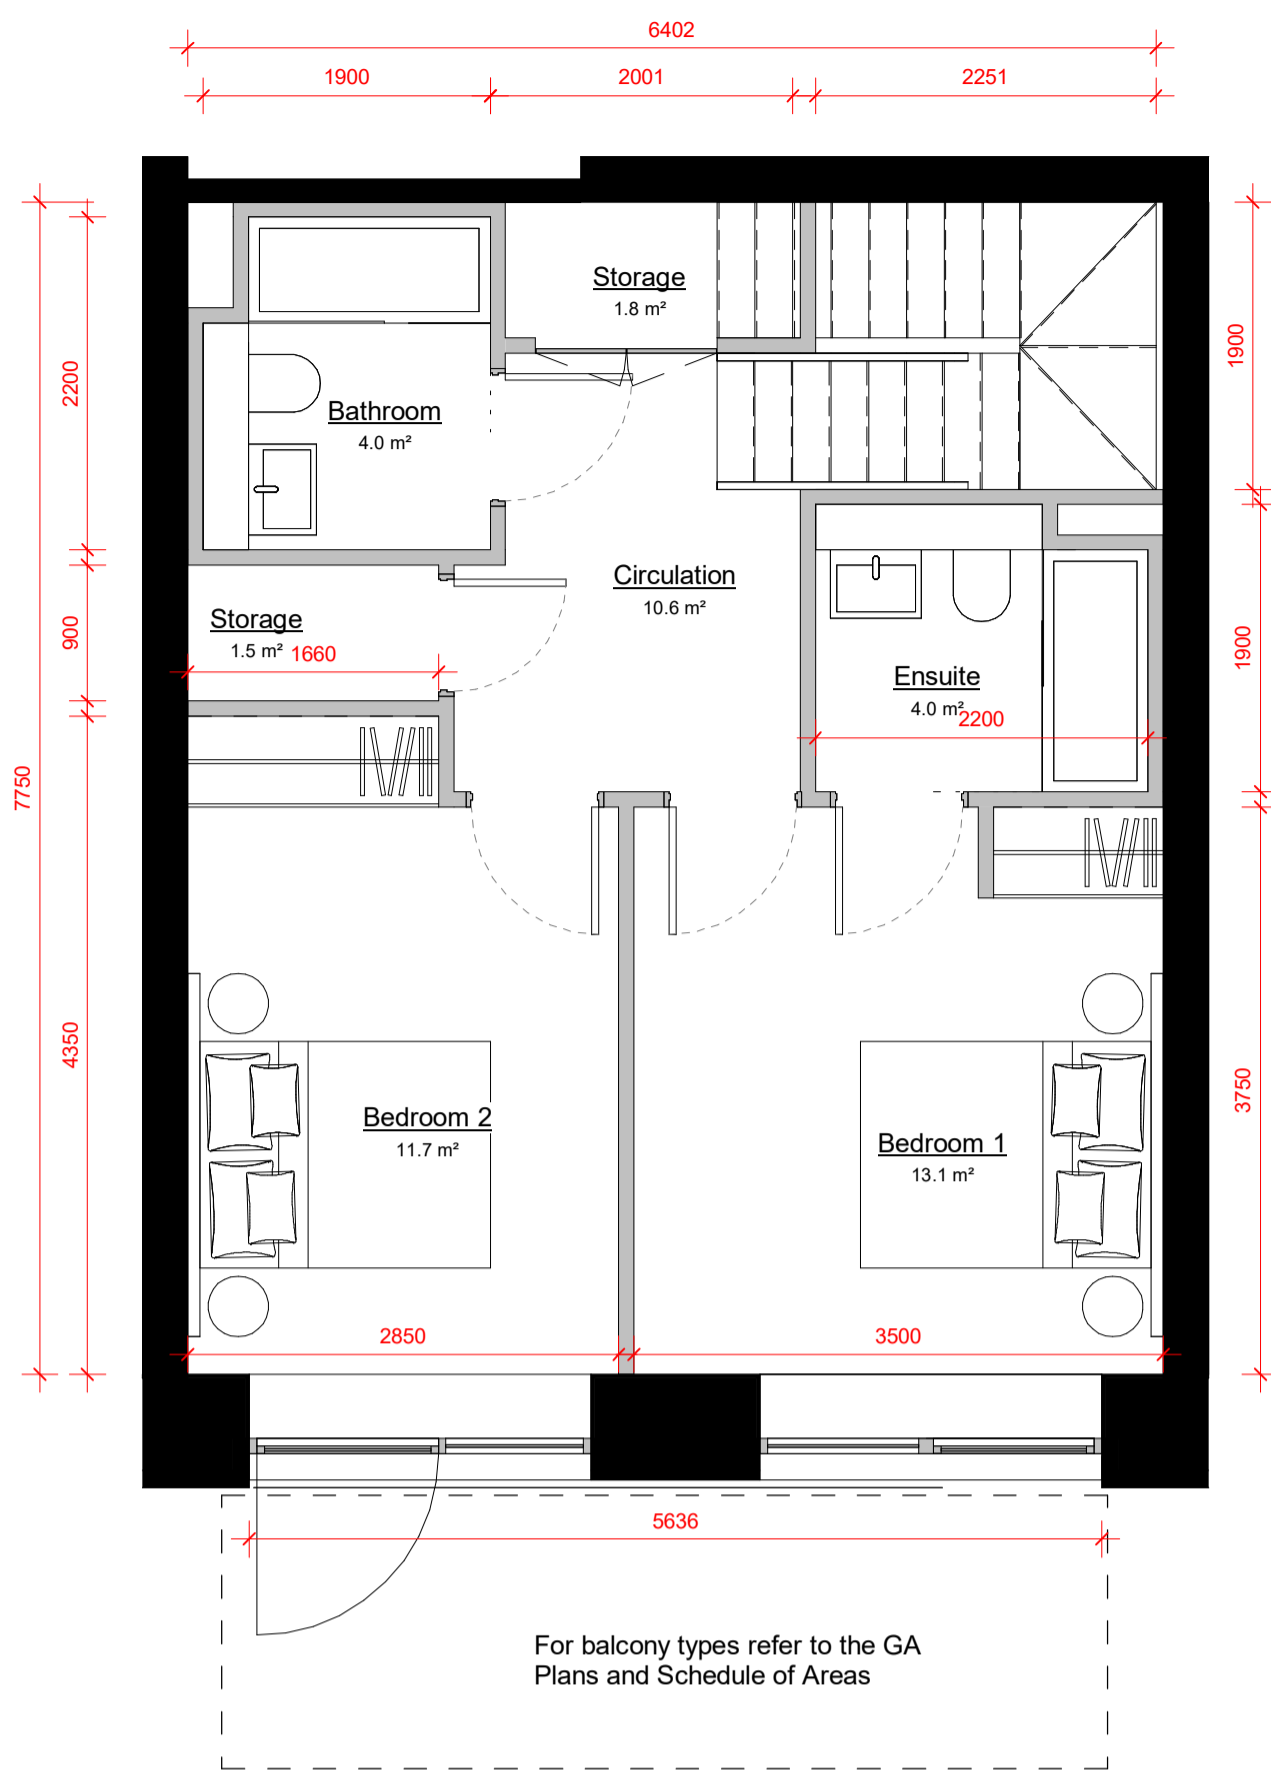 6402
1900
2001
2251
Storage
1.8 m²
1900
2200
Bathroom
4.0 m²
7750
Circulation
10.6 m²
900
Storage
1.5 m²
1660
1900
Ensuite
4.0 m²
2200
4350
3750
Bedroom 2
11.7 m²
Bedroom 1
13.1 m²
2850
3500
5636
For balcony types refer to the GA
Plans and Schedule of Areas